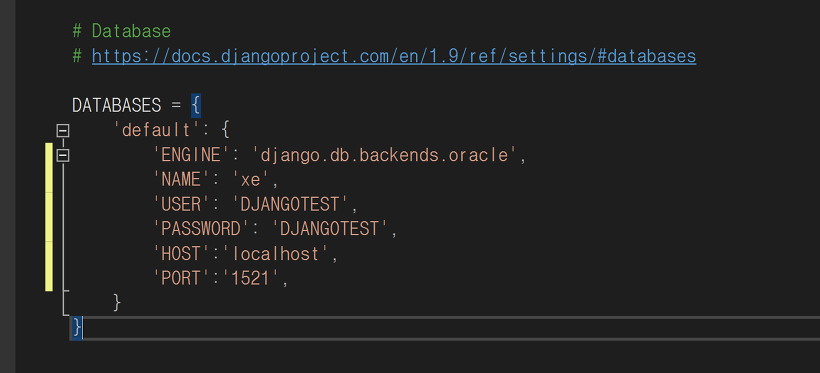 # Database
# https://docs.djangoproject.com/en/1.9/ref/settings/#databases
DATABASES = {
'default': {
'ENGINE': 'django.db.backends.oracle',
'NAME': 'xe',
'USER': 'DJANGOTEST',
'PASSWORD': 'DJANGOTEST',
'HOST':'localhost',
'PORT':'1521',
}
}